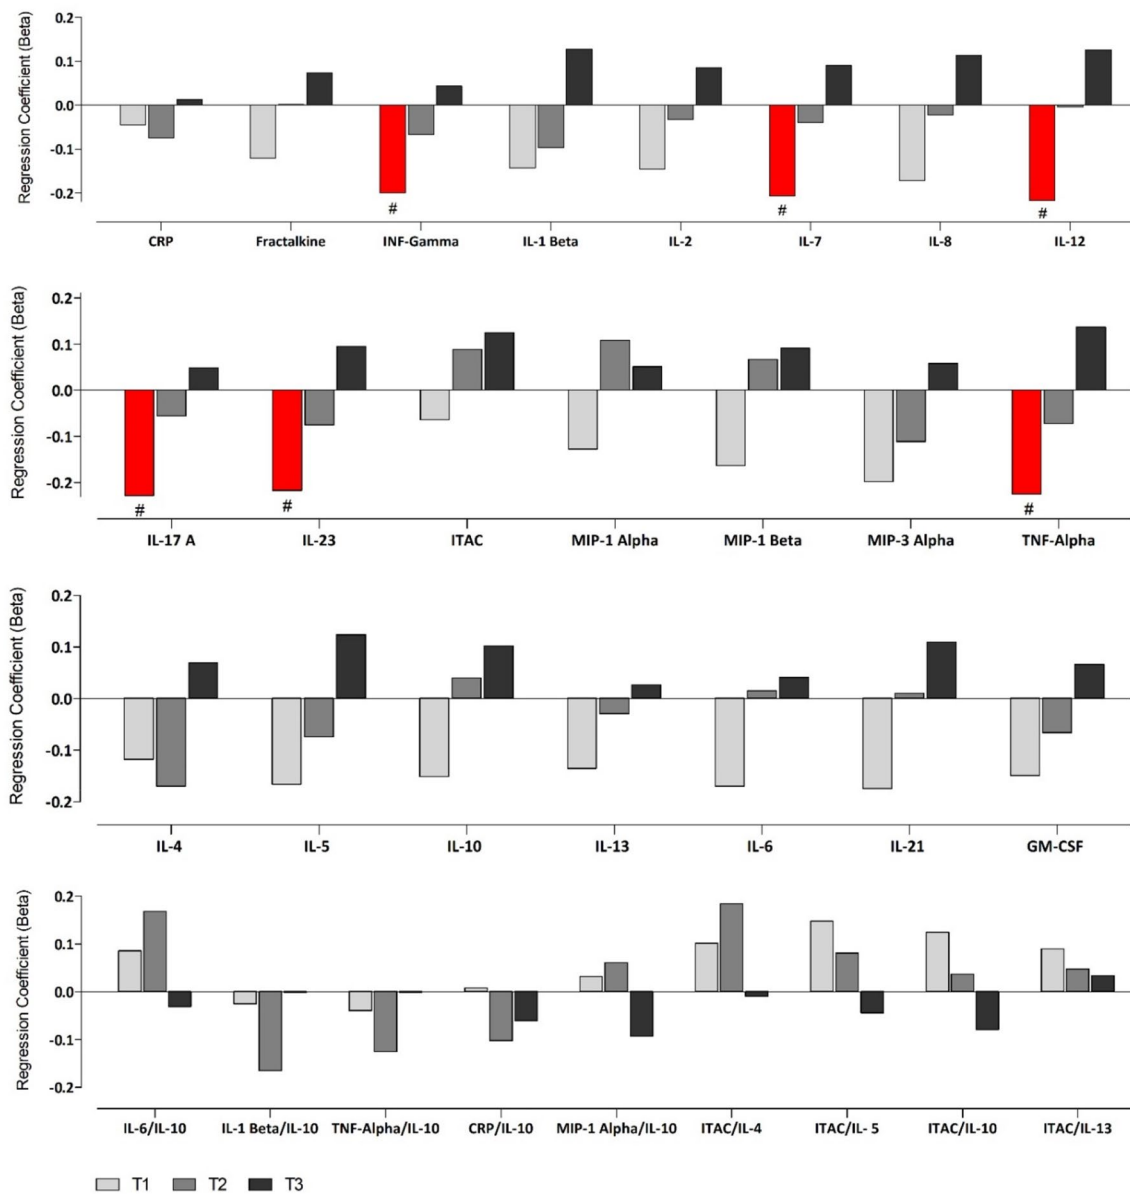 Regression Coefficient (Beta)
0.2
0.1
0.0
-0.1
-0.2
# # #
CRP Fractalkine INF-Gamma IL-1 Beta IL-2 IL-7 IL-8 IL-12
Regression Coefficient (Beta)
0.2
0.1
0.0
-0.1
-0.2
# # #
IL-17 A IL-23 ITAC MIP-1 Alpha MIP-1 Beta MIP-3 Alpha TNF-Alpha
Regression Coefficient (Beta)
0.2
0.1
0.0
-0.1
-0.2
IL-4 IL-5 IL-10 IL-13 IL-6 IL-21 GM-CSF
Regression Coefficient (Beta)
0.2
0.1
0.0
-0.1
-0.2
IL-6/IL-10 IL-1 Beta/IL-10 TNF-Alpha/IL-10 CRP/IL-10 MIP-1 Alpha/IL-10 ITAC/IL-4 ITAC/IL- 5 ITAC/IL-10 ITAC/IL-13
T1 T2 T3